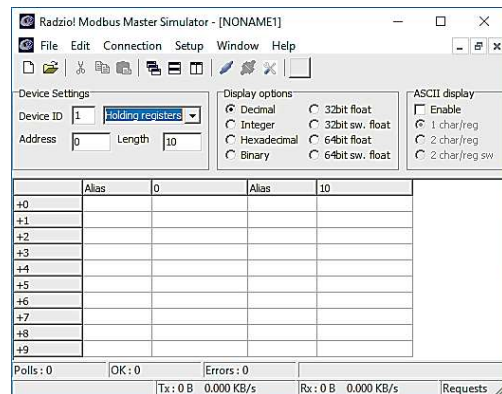 Radzio! Modbus Master Simulator - [NONAME1]
File Edit Connection Setup Window Help
Device Settings
Device ID 1 Holding registers
Address 0 Length 10
Display options
Decimal 32bit float
Integer 32bit sw. float
Hexadecimal 64bit float
Binary 64bit sw. float
ASCII display
Enable
1 char/reg
2 char/reg
2 char/reg sw
Alias 0 Alias 10
+0
+1
+2
+3
+4
+5
+6
+7
+8
+9
Polls : 0 OK : 0 Errors : 0
Tx : 0 B 0.000 KB/s Rx : 0 B 0.000 KB/s Requests